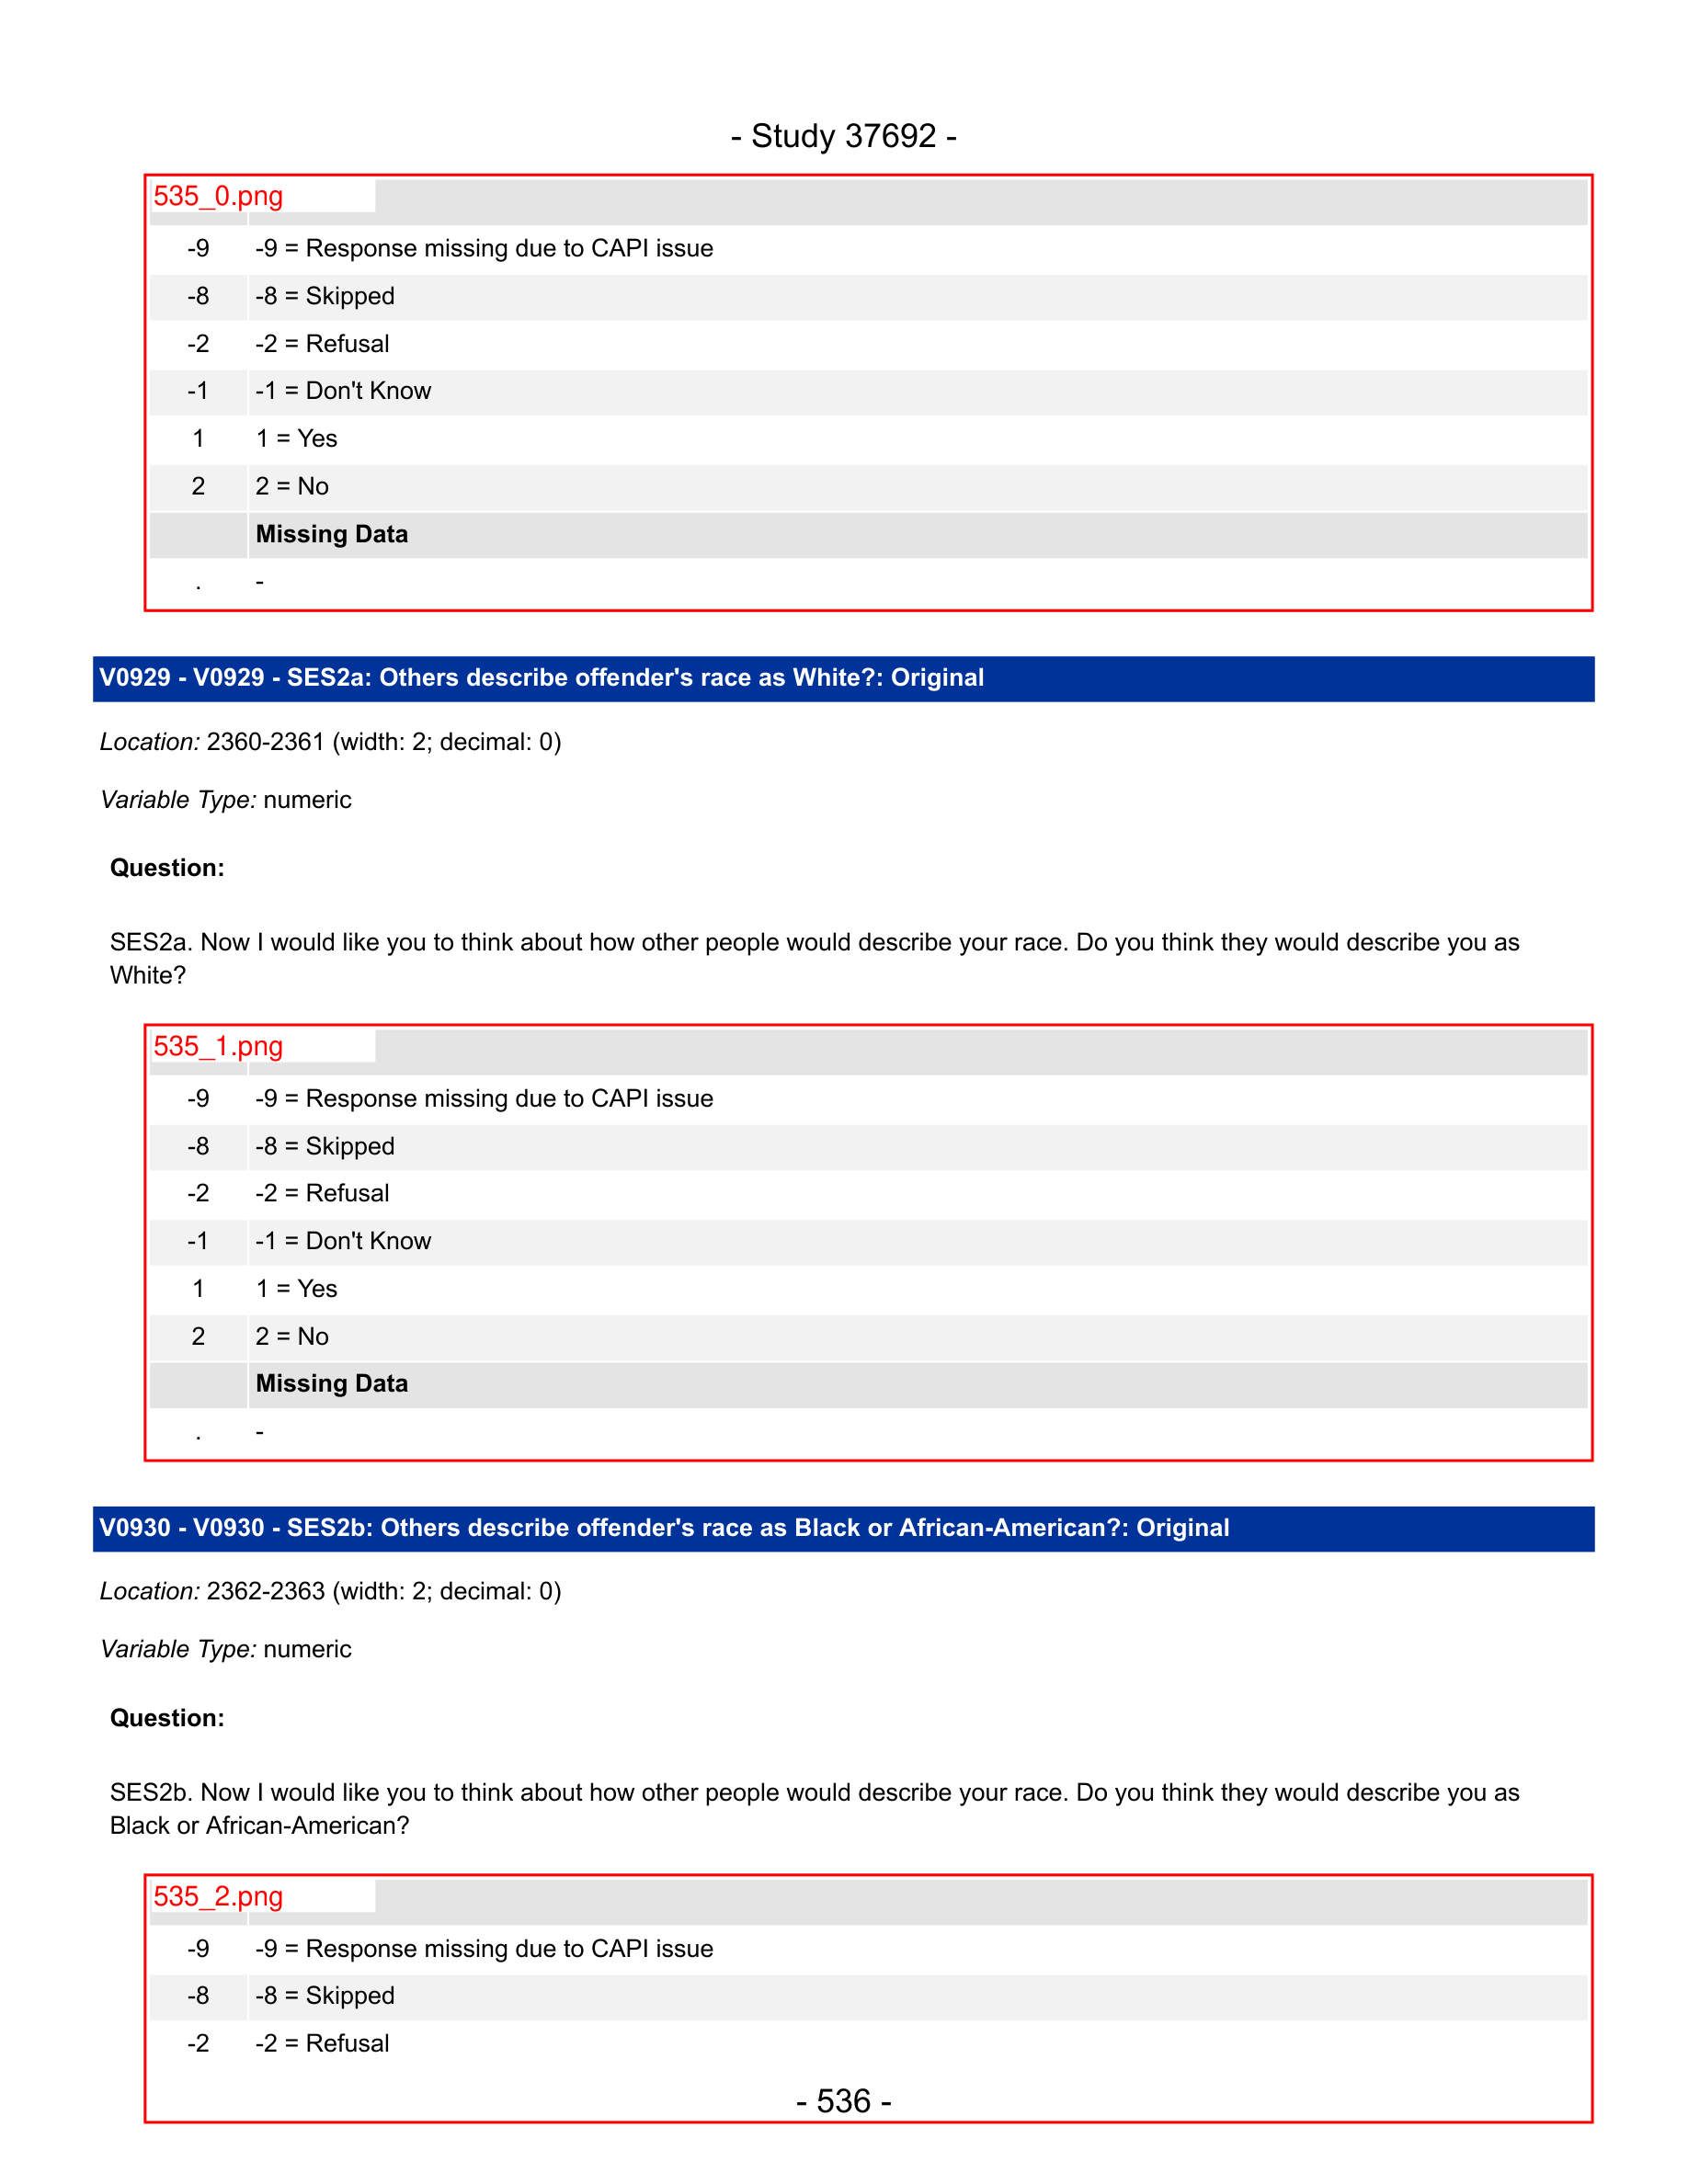 - Study 37692 -
535_0.png
-9 -9 = Response missing due to CAPI issue
-8 -8 = Skipped
-2 -2 = Refusal
-1 -1 = Don't Know
1 1 = Yes
2 2 = No
Missing Data
. -
V0929 - V0929 - SES2a: Others describe offender's race as White?: Original
Location: 2360-2361 (width: 2; decimal: 0)
Variable Type: numeric
Question:
SES2a. Now I would like you to think about how other people would describe your race. Do you think they would describe you as
White?
535_1.png
-9 -9 = Response missing due to CAPI issue
-8 -8 = Skipped
-2 -2 = Refusal
-1 -1 = Don't Know
1 1 = Yes
2 2 = No
Missing Data
. -
V0930 - V0930 - SES2b: Others describe offender's race as Black or African-American?: Original
Location: 2362-2363 (width: 2; decimal: 0)
Variable Type: numeric
Question:
SES2b. Now I would like you to think about how other people would describe your race. Do you think they would describe you as
Black or African-American?
535_2.png
-9 -9 = Response missing due to CAPI issue
-8 -8 = Skipped
-2 -2 = Refusal
- 536 -